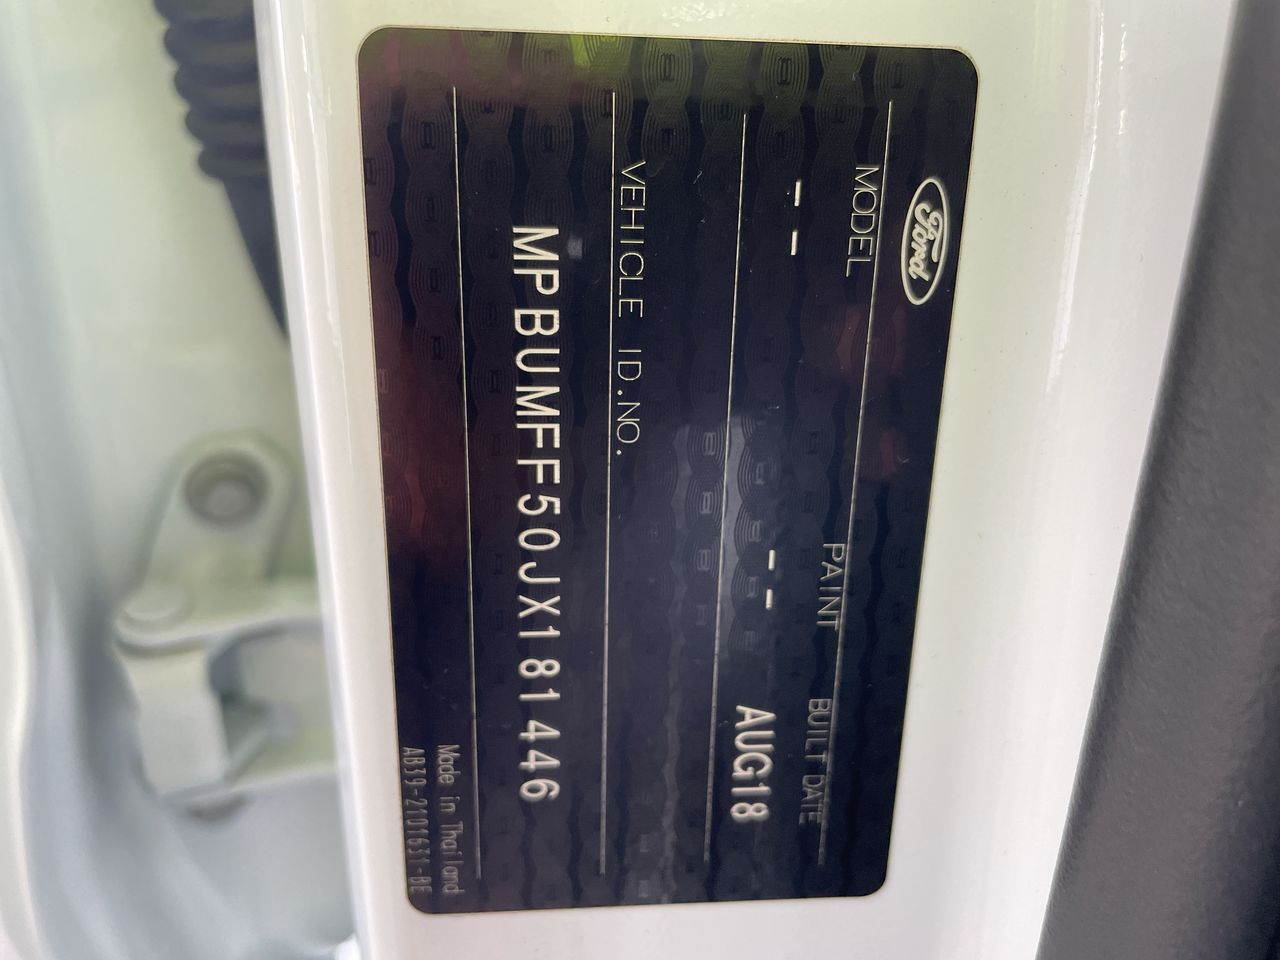 Ford
MODEL PAINT BUILT DATE
-- -- AUG18
VEHICLE ID.NO.
MPBUMFF50JX181446
Made in Thailand
AB39-2101631-BE